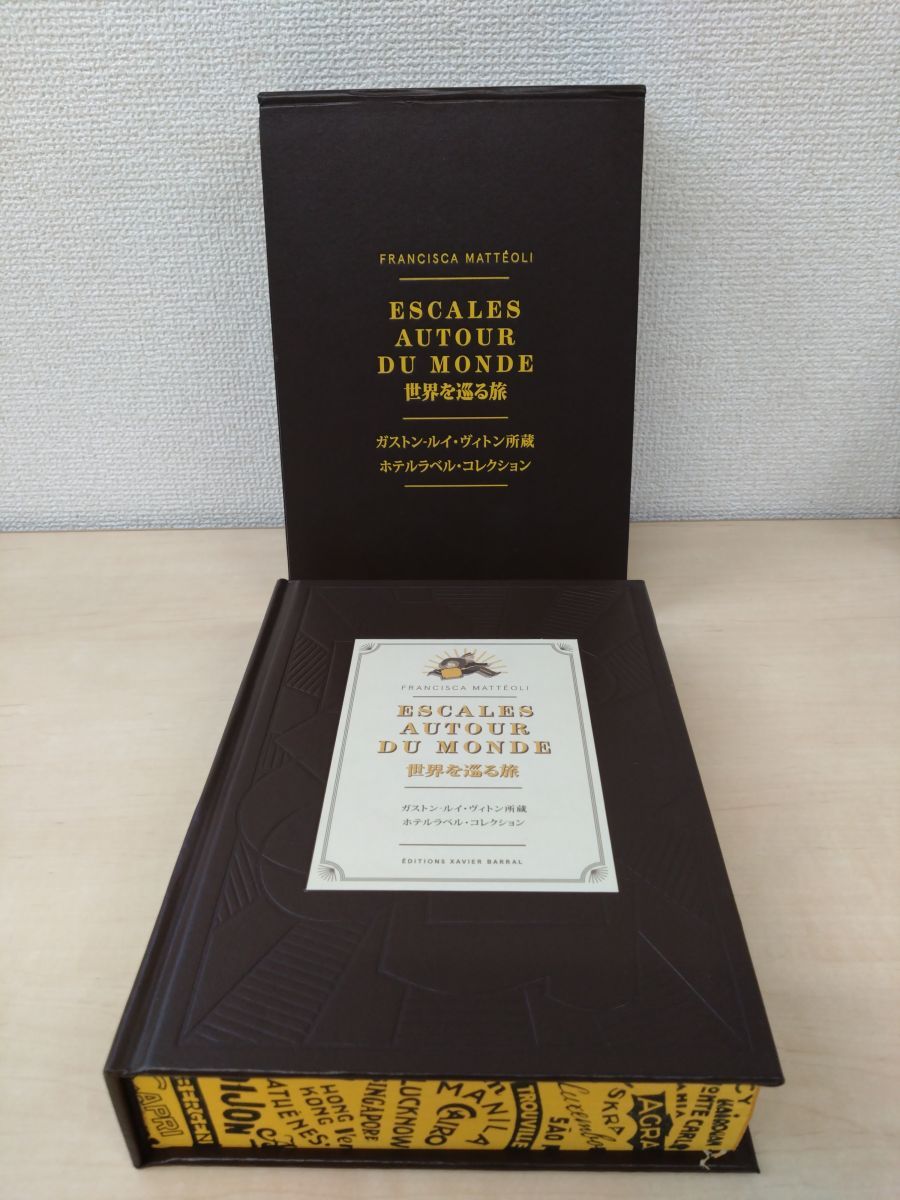 FRANCISCA MATTÉOLI
ESCALES
AUTOUR
DU MONDE
世界を巡る旅
ガストン-ルイ・ヴィトン所蔵
ホテルラベル・コレクション
FRANCISCA MATTÉOLI
ESCALES
AUTOUR
DU MONDE
世界を巡る旅
ガストン-ルイ・ヴィトン所蔵
ホテルラベル・コレクション
ÉDITIONS XAVIER BARRAL
CAPRI
BERGEN
DIJON
ATHÈNES
HONG
KONG
SINGAPORE
LUCKNOW
CAIRO
MANILA
TROUVILLE
SÃO
AGRA